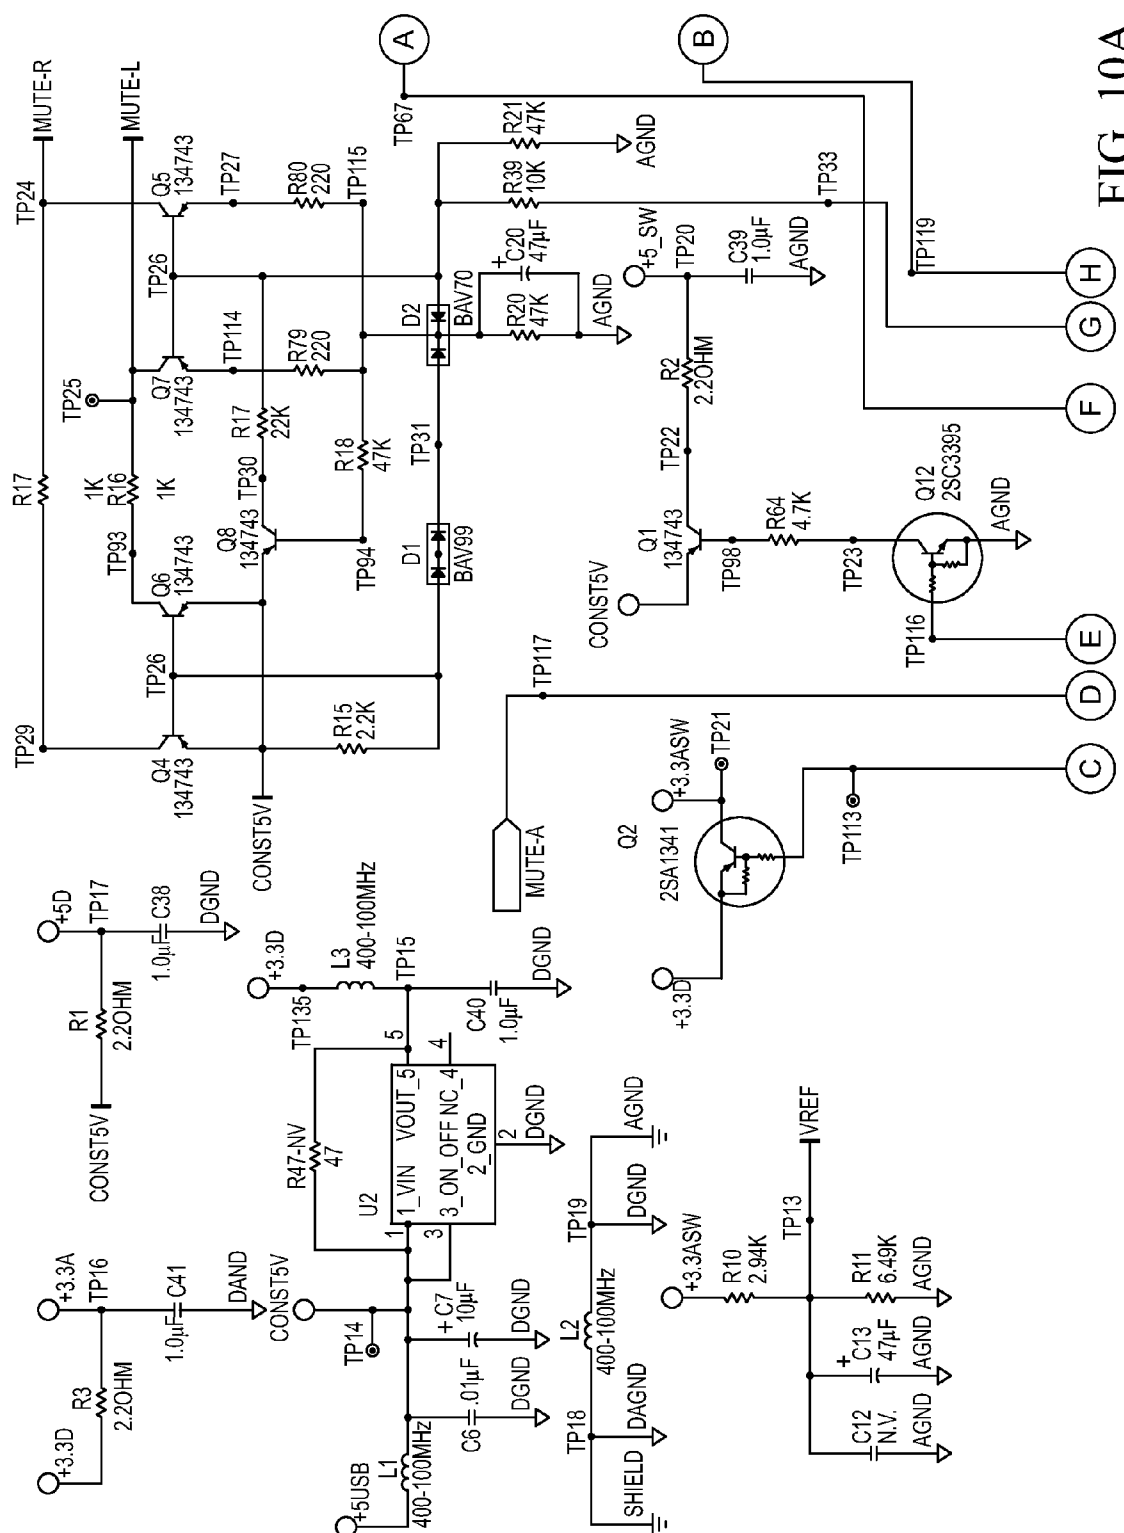 FIG. 10A
+3.3D
R3
2.2OHM
+3.3A
TP16
1.0µF
C41
DAND
CONST5V
R1
2.2OHM
+5D
TP17
1.0µF
C38
DGND
+5USB
L1
400-100MHz
C6
.01µF
DGND
+
C7
10µF
DGND
TP14
CONST5V
R47-NV
47
U2
1
3
1_VIN
VOUT_5
3_ON_OFF
NC_4
2_GND
5
4
2
DGND
+3.3D
TP135
L3
400-100MHz
TP15
C40
1.0µF
DGND
SHIELD
TP18
DAGND
L2
400-100MHz
TP19
DGND
AGND
+3.3ASW
R10
2.94K
TP13
VREF
C12
N.V.
AGND
+
C13
47µF
AGND
R11
6.49K
AGND
TP29
R17
1K
TP24
MUTE-R
Q4
134743
TP26
Q6
134743
TP93
R16
1K
TP25
MUTE-L
Q7
134743
TP26
Q5
134743
TP114
TP27
CONST5V
Q8
134743
TP30
R17
22K
R79
220
R80
220
R15
2.2K
TP94
R18
47K
TP115
D1
BAV99
TP31
D2
BAV70
R20
47K
+
C20
47µF
AGND
R39
10K
R21
47K
AGND
TP33
TP67
A
B
MUTE-A
TP117
CONST5V
Q1
134743
TP22
R2
2.2OHM
+5_SW
TP20
C39
1.0µF
AGND
TP98
R64
4.7K
TP23
Q12
2SC3395
AGND
TP116
Q2
2SA1341
+3.3D
+3.3ASW
TP21
TP113
TP119
C
D
E
F
G
H